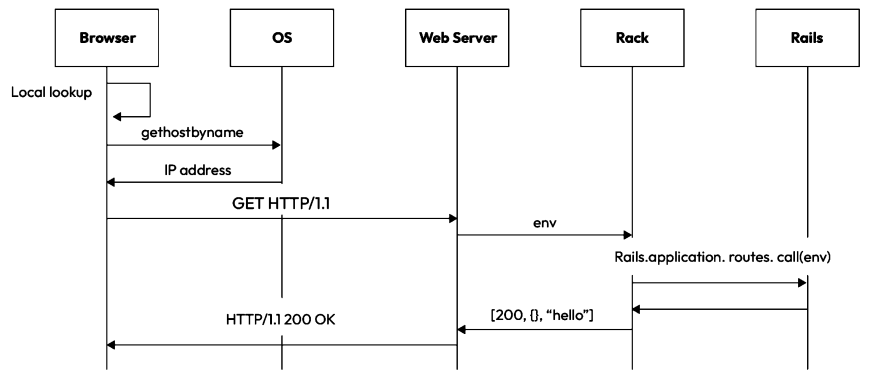 Browser
OS
Web Server
Rack
Rails
Local lookup
gethostbyname
IP address
GET HTTP/1.1
env
Rails.application. routes. call(env)
[200, {}, “hello”]
HTTP/1.1 200 OK